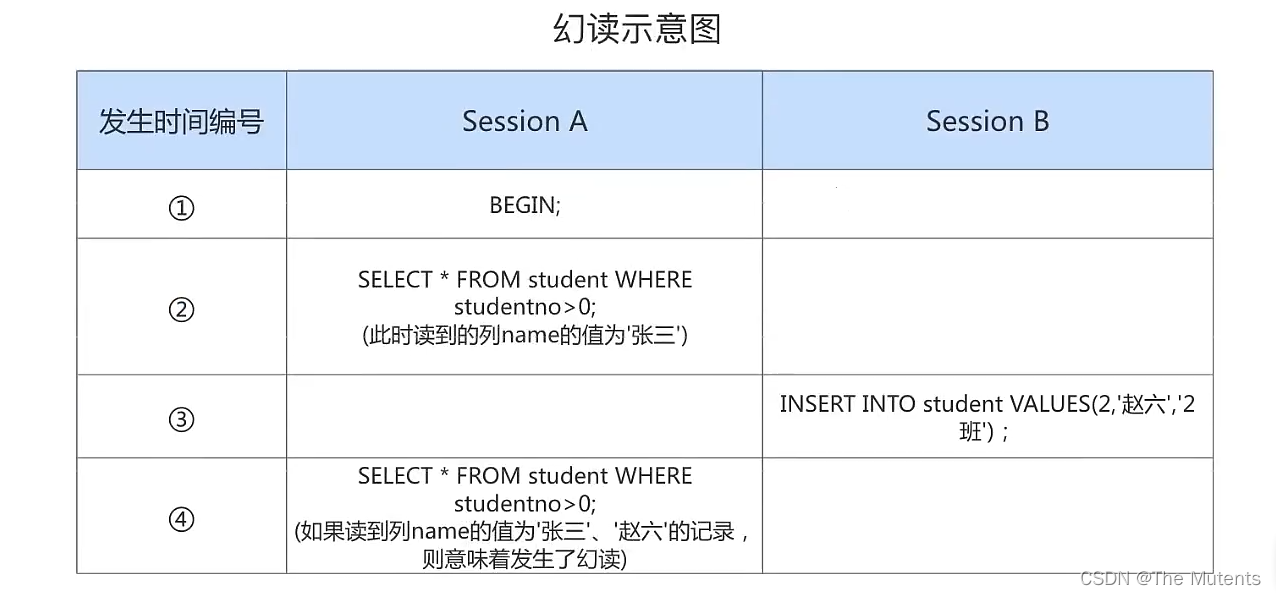 幻读示意图
发生时间编号
Session A
Session B
①
BEGIN;
②
SELECT * FROM student WHERE
studentno>0;
(此时读到的列name的值为'张三')
③
INSERT INTO student VALUES(2,'赵六','2
班') ;
④
SELECT * FROM student WHERE
studentno>0;
(如果读到列name的值为'张三'、'赵六'的记录，
则意味着发生了幻读)
CSDN @The Mutents